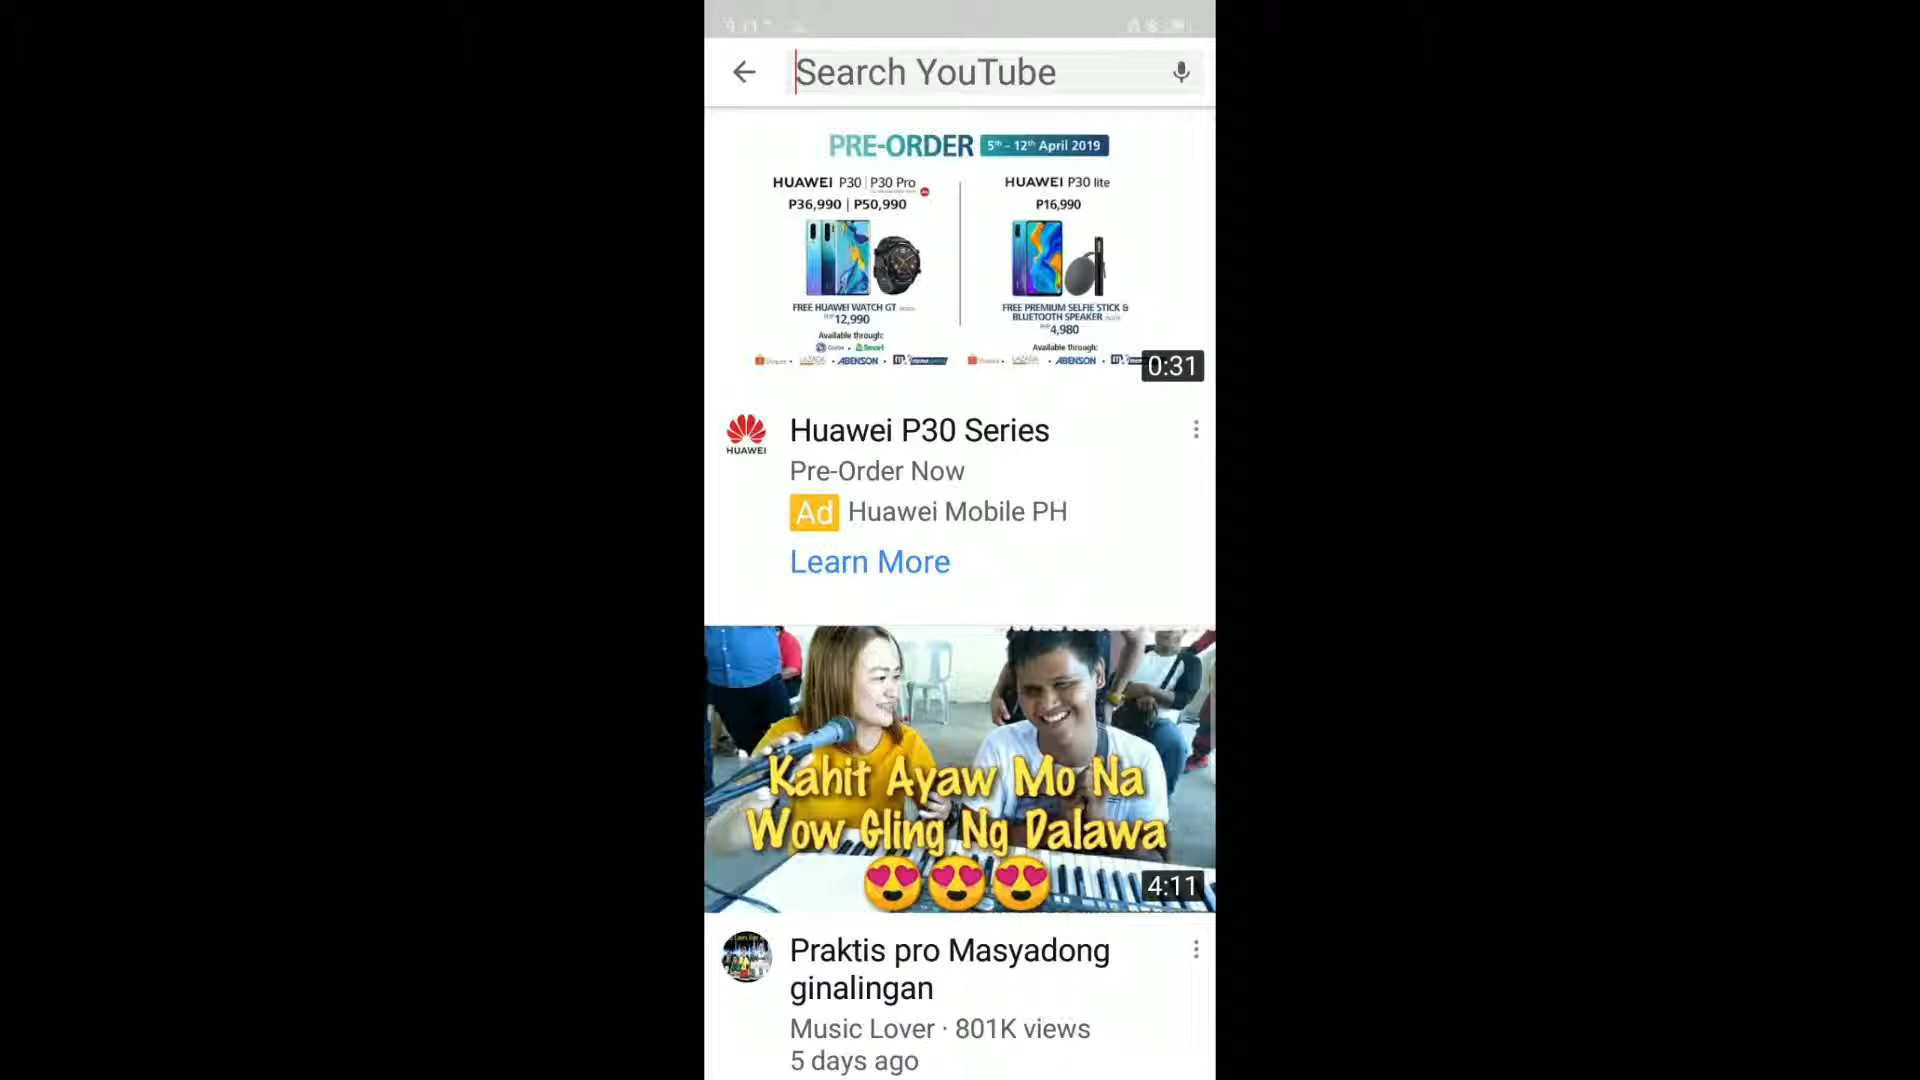 Search YouTube
PRE-ORDER 5th - 12th April 2019
HUAWEI P30 | P30 Pro
P36,990 | P50,990
FREE HUAWEI WATCH GT
12,990
Available through:
Smart
LAZADA • ABENSON •
HUAWEI P30 lite
P16,990
FREE PREMIUM SELFIE STICK &
BLUETOOTH SPEAKER
4,980
Available through:
LAZADA • ABENSON •
0:31
HUAWEI
Huawei P30 Series
Pre-Order Now
Ad Huawei Mobile PH
Learn More
Kahit Ayaw Mo Na
Wow Gling Ng Dalawa
4:11
Praktis pro Masyadong
ginalingan
Music Lover · 801K views
5 days ago